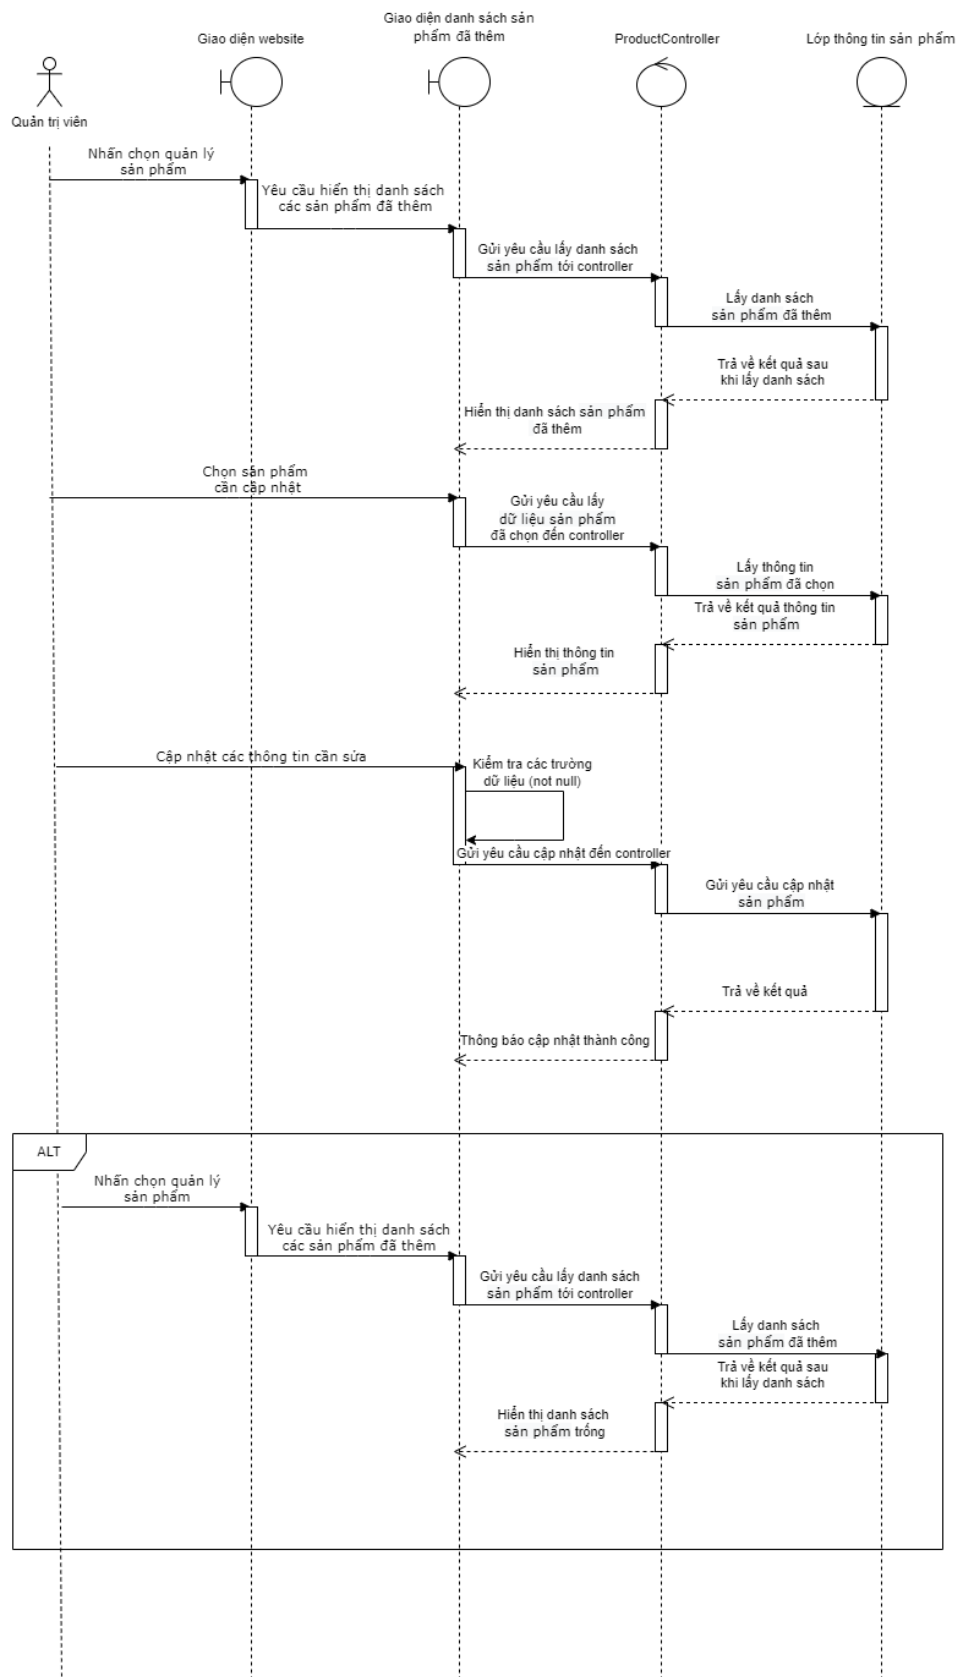 Giao diện danh sách sản
phẩm đã thêm
Giao diện website
ProductController
Lớp thông tin sản phẩm
Quản trị viên
Nhấn chọn quản lý
sản phẩm
Yêu cầu hiển thị danh sách
các sản phẩm đã thêm
Gửi yêu cầu lấy danh sách
sản phẩm tới controller
Lấy danh sách
sản phẩm đã thêm
Trả về kết quả sau
khi lấy danh sách
Hiển thị danh sách sản phẩm
đã thêm
Chọn sản phẩm
cần cập nhật
Gửi yêu cầu lấy
dữ liệu sản phẩm
đã chọn đến controller
Lấy thông tin
sản phẩm đã chọn
Trả về kết quả thông tin
sản phẩm
Hiển thị thông tin
sản phẩm
Cập nhật các thông tin cần sửa
Kiểm tra các trường
dữ liệu (not null)
Gửi yêu cầu cập nhật đến controller
Gửi yêu cầu cập nhật
sản phẩm
Trả về kết quả
Thông báo cập nhật thành công
ALT
Nhấn chọn quản lý
sản phẩm
Yêu cầu hiển thị danh sách
các sản phẩm đã thêm
Gửi yêu cầu lấy danh sách
sản phẩm tới controller
Lấy danh sách
sản phẩm đã thêm
Trả về kết quả sau
khi lấy danh sách
Hiển thị danh sách
sản phẩm trống